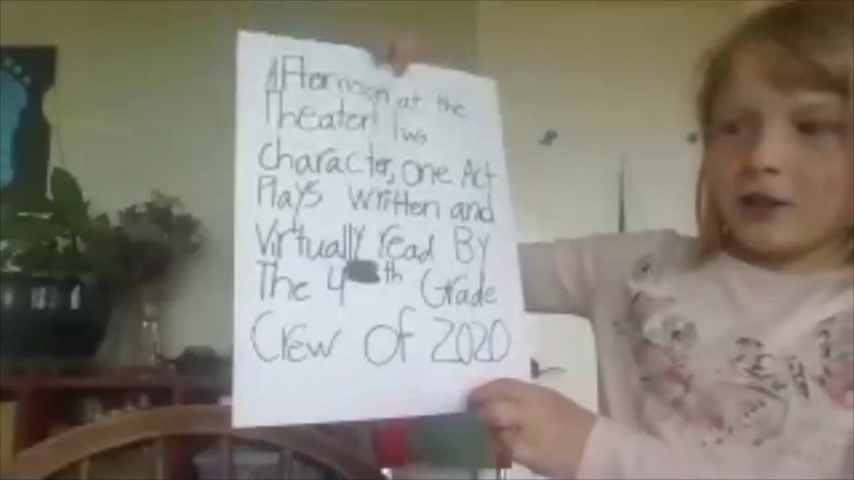 Afternoon at the
Theater! Two
Character, One Act
Plays Written and
Virtually read By
The 4th Grade
Crew of 2020